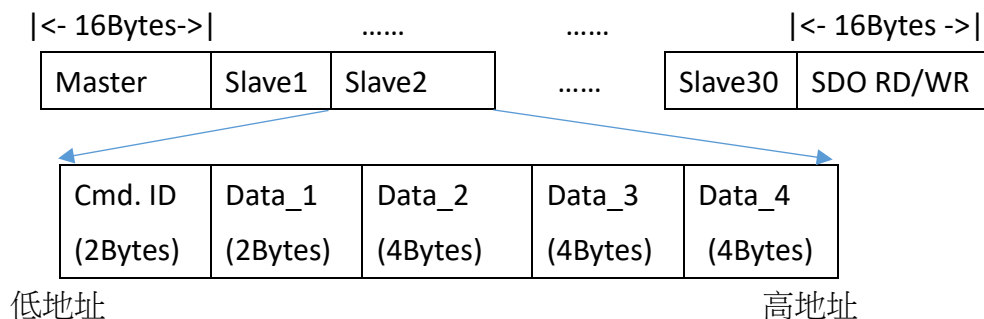 |<- 16Bytes->| …… …… |<- 16Bytes ->|
Master Slave1 Slave2 …… Slave30 SDO RD/WR
Cmd. ID Data_1 Data_2 Data_3 Data_4
(2Bytes) (2Bytes) (4Bytes) (4Bytes) (4Bytes)
低地址 高地址